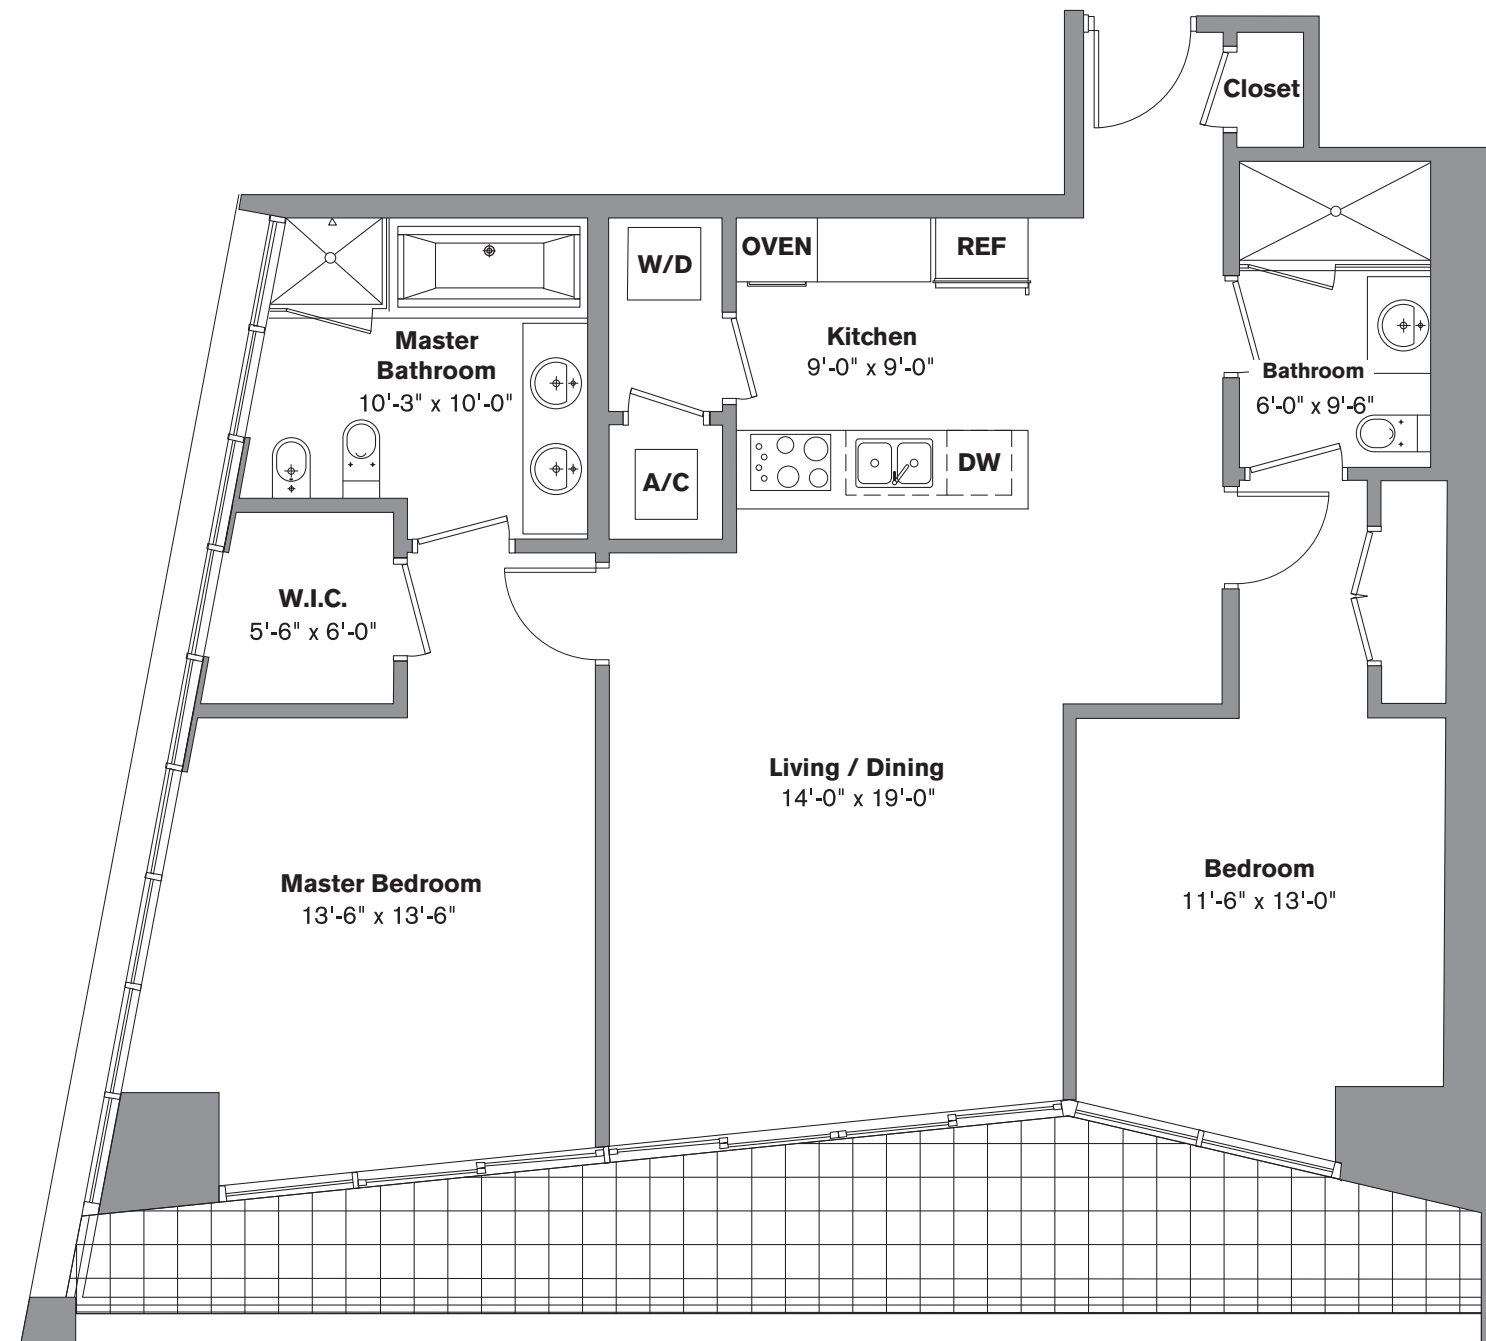 Closet
OVEN
REF
W/D
Kitchen
9'-0" x 9'-0"
Master
Bathroom
10'-3" x 10'-0"
Bathroom
6'-0" x 9'-6"
DW
A/C
W.I.C.
5'-6" x 6'-0"
Living / Dining
14'-0" x 19'-0"
Master Bedroom
13'-6" x 13'-6"
Bedroom
11'-6" x 13'-0"